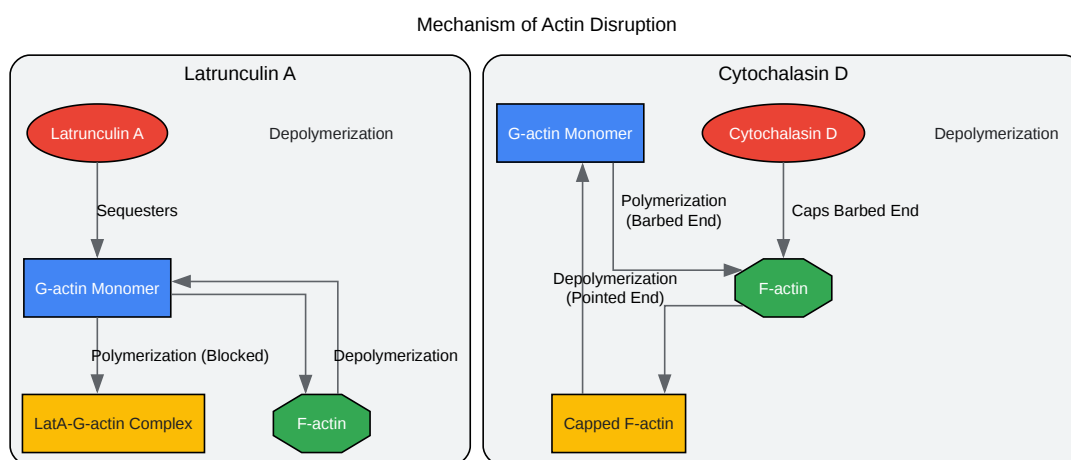 Mechanism of Actin Disruption
Latrunculin A
Latrunculin A
Depolymerization
Sequesters
G-actin Monomer
Polymerization (Blocked)
Depolymerization
LatA-G-actin Complex
F-actin
Cytochalasin D
G-actin Monomer
Cytochalasin D
Depolymerization
Polymerization
(Barbed End)
Caps Barbed End
Depolymerization
(Pointed End)
F-actin
Capped F-actin